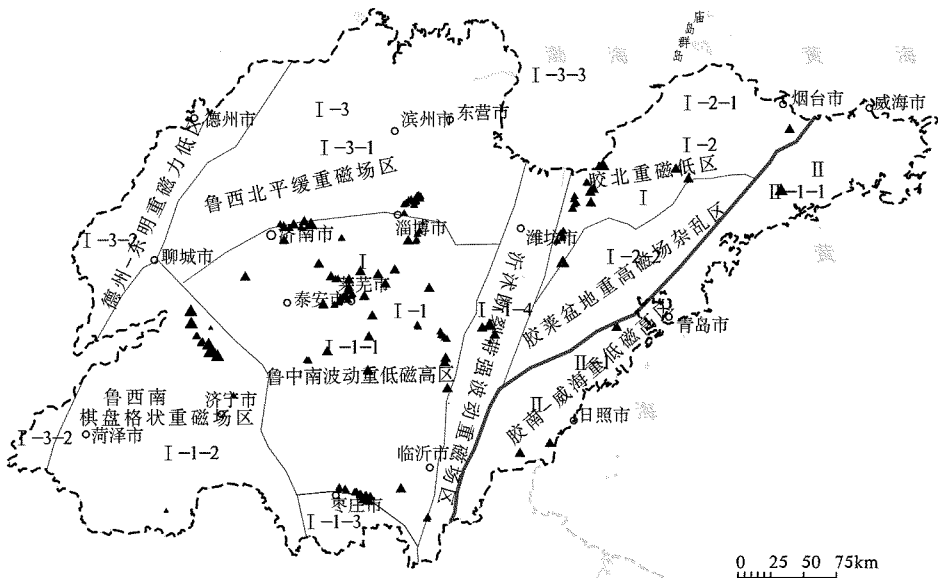 庙
岛
群
岛
渤 海
黄 海
Ⅰ-3-3
Ⅰ-2-1
烟台市
威海市
Ⅰ-3
德州市
滨州市
东营市
Ⅰ-3-1
Ⅰ-2
Ⅱ
鲁西北平缓重磁场区
胶北重磁低区
Ⅱ-1-1
Ⅰ
德州-东明重磁力低区
Ⅰ-3-2
济南市
淄博市
潍坊市
黄
聊城市
Ⅰ
莱芜市
Ⅰ-2-2
泰安市
Ⅰ-1
Ⅰ-1-4
沂沭断裂带强波动重磁场区
胶莱盆地重高磁场杂乱区
青岛市
Ⅰ-1-1
鲁中南波动重低磁高区
Ⅱ
胶南-威海重低磁高区
鲁西南
棋盘格状重磁场区
济宁市
Ⅱ
海
日照市
Ⅰ-3-2
菏泽市
Ⅰ-1-2
临沂市
枣庄市
Ⅰ-1-3
0 25 50 75km